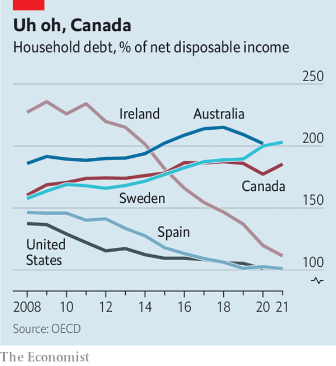 Uh oh, Canada
Household debt, % of net disposable income
250
Ireland
Australia
200
Canada
Sweden
150
Spain
United
States
100
2008 10 12 14 16 18 20 21
Source: OECD
The Economist